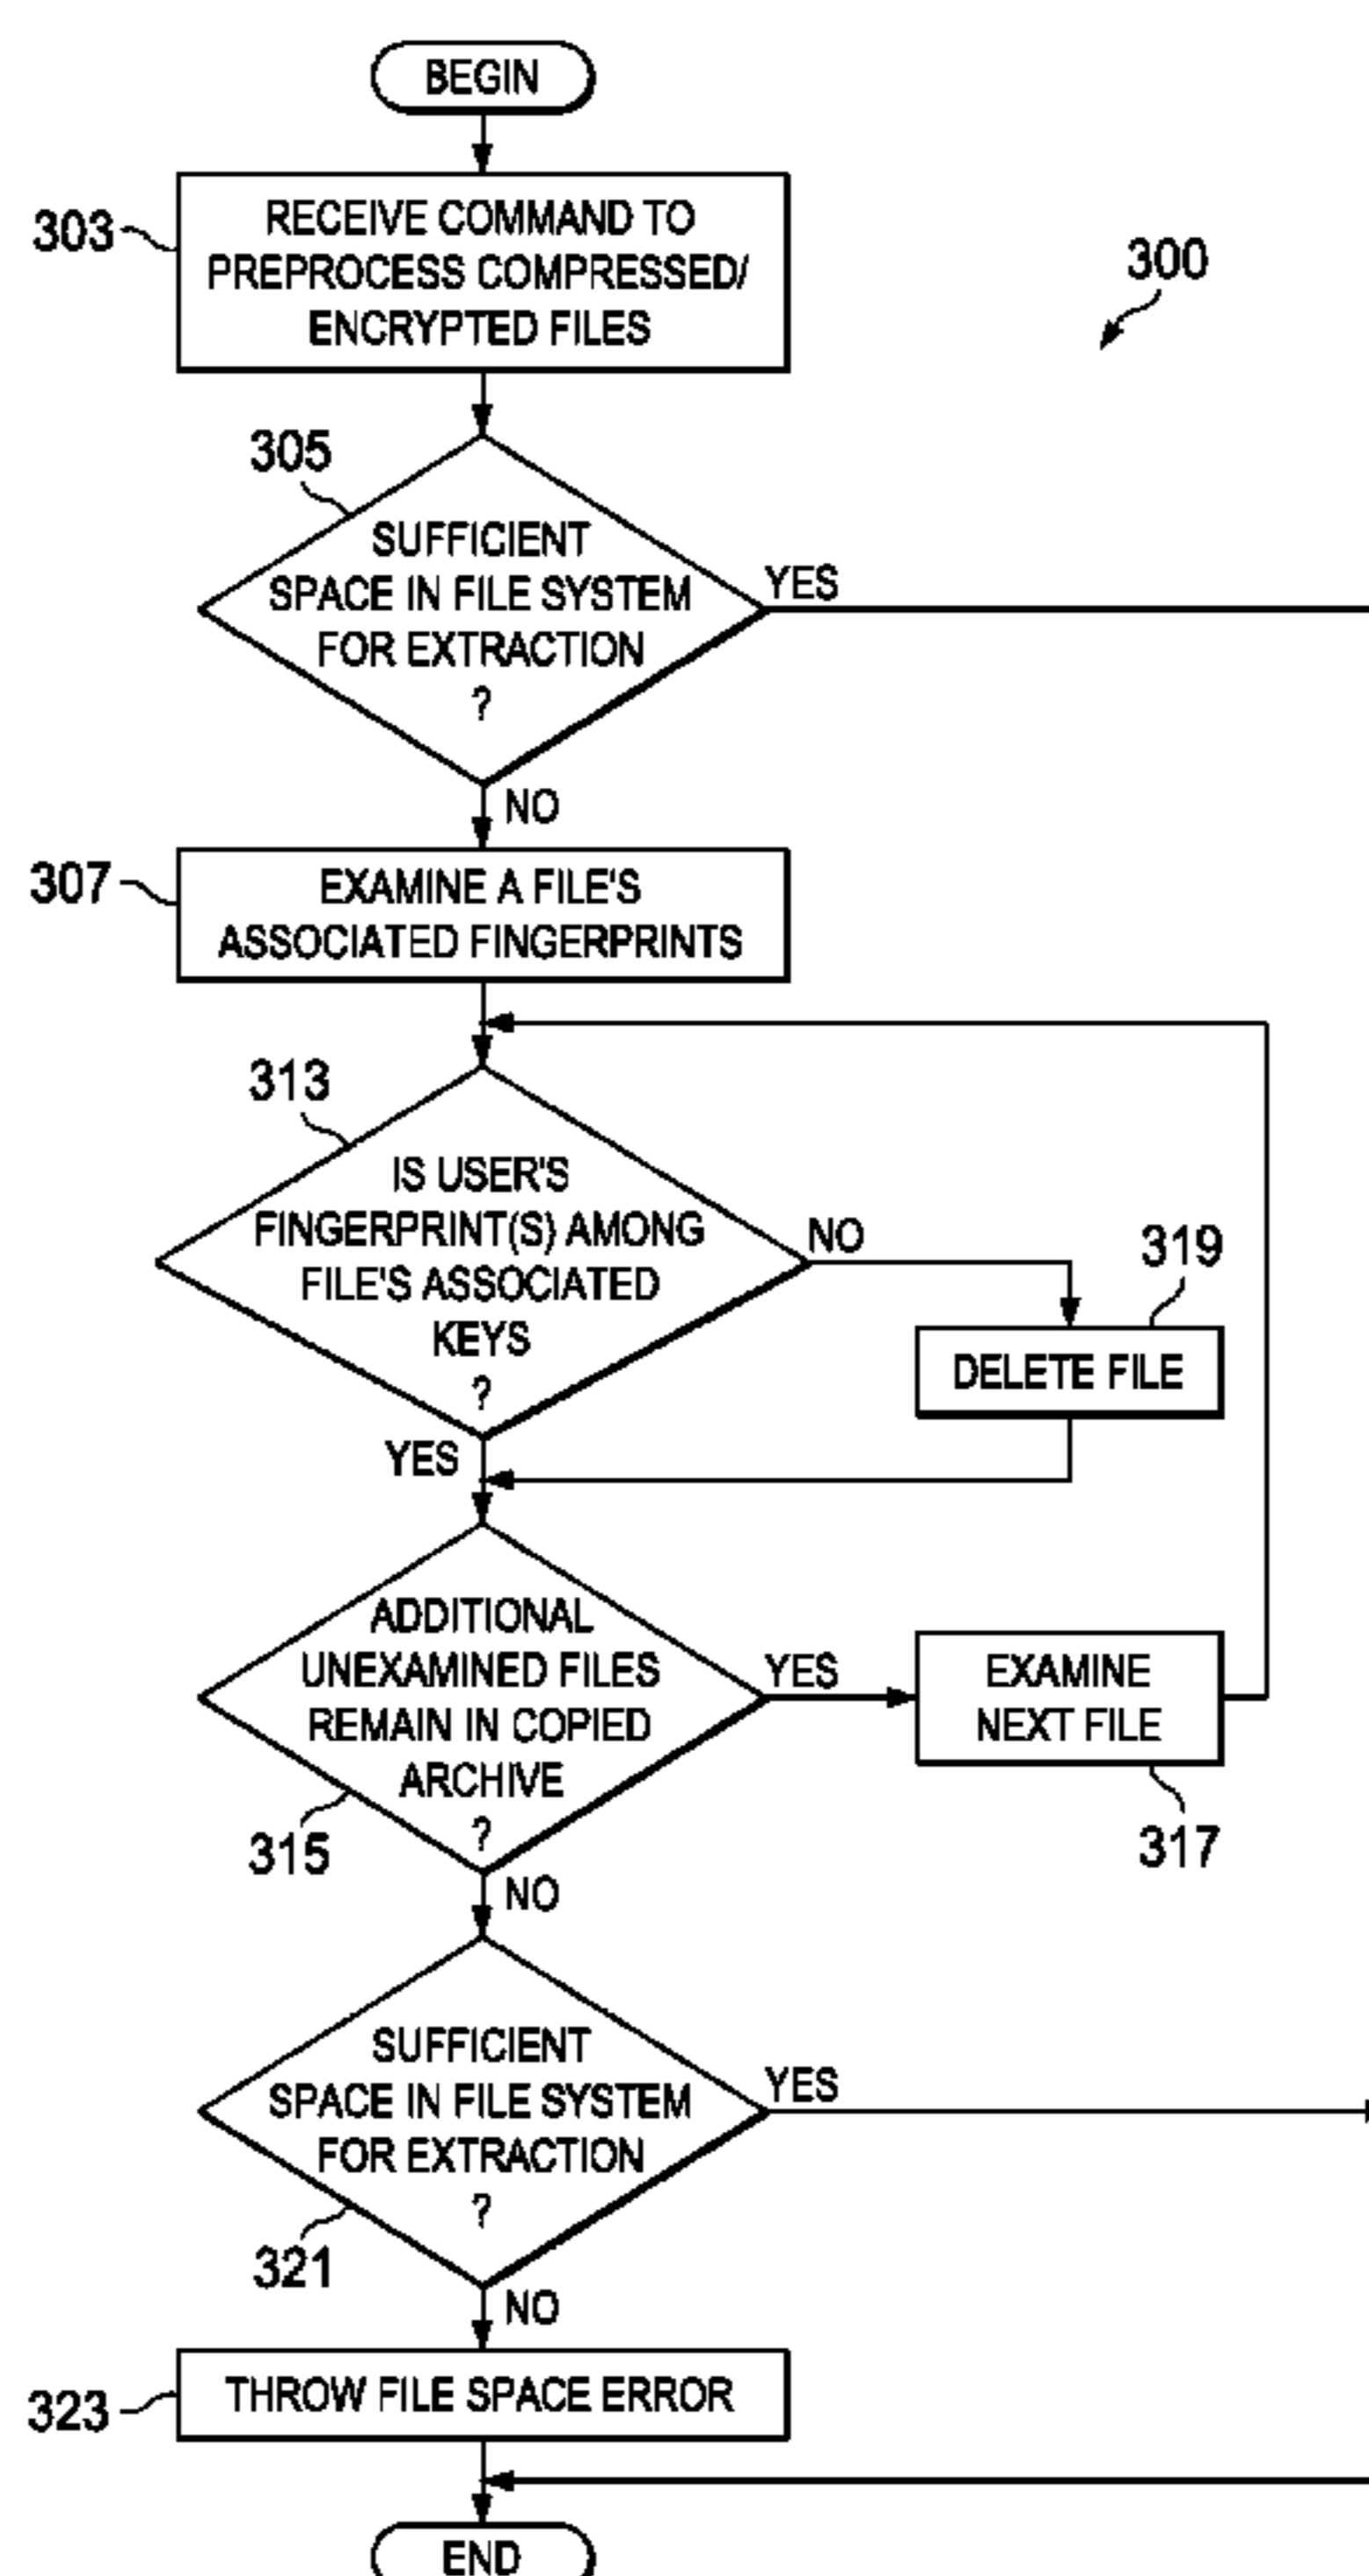 BEGIN
303
RECEIVE COMMAND TO
PREPROCESS COMPRESSED/
ENCRYPTED FILES
300
305
SUFFICIENT
SPACE IN FILE SYSTEM
FOR EXTRACTION
?
YES
NO
307
EXAMINE A FILE'S
ASSOCIATED FINGERPRINTS
313
IS USER'S
FINGERPRINT(S) AMONG
FILE'S ASSOCIATED
KEYS
?
NO
319
DELETE FILE
YES
ADDITIONAL
UNEXAMINED FILES
REMAIN IN COPIED
ARCHIVE
?
YES
EXAMINE
NEXT FILE
315
317
NO
SUFFICIENT
SPACE IN FILE SYSTEM
FOR EXTRACTION
?
YES
321
NO
323
THROW FILE SPACE ERROR
END